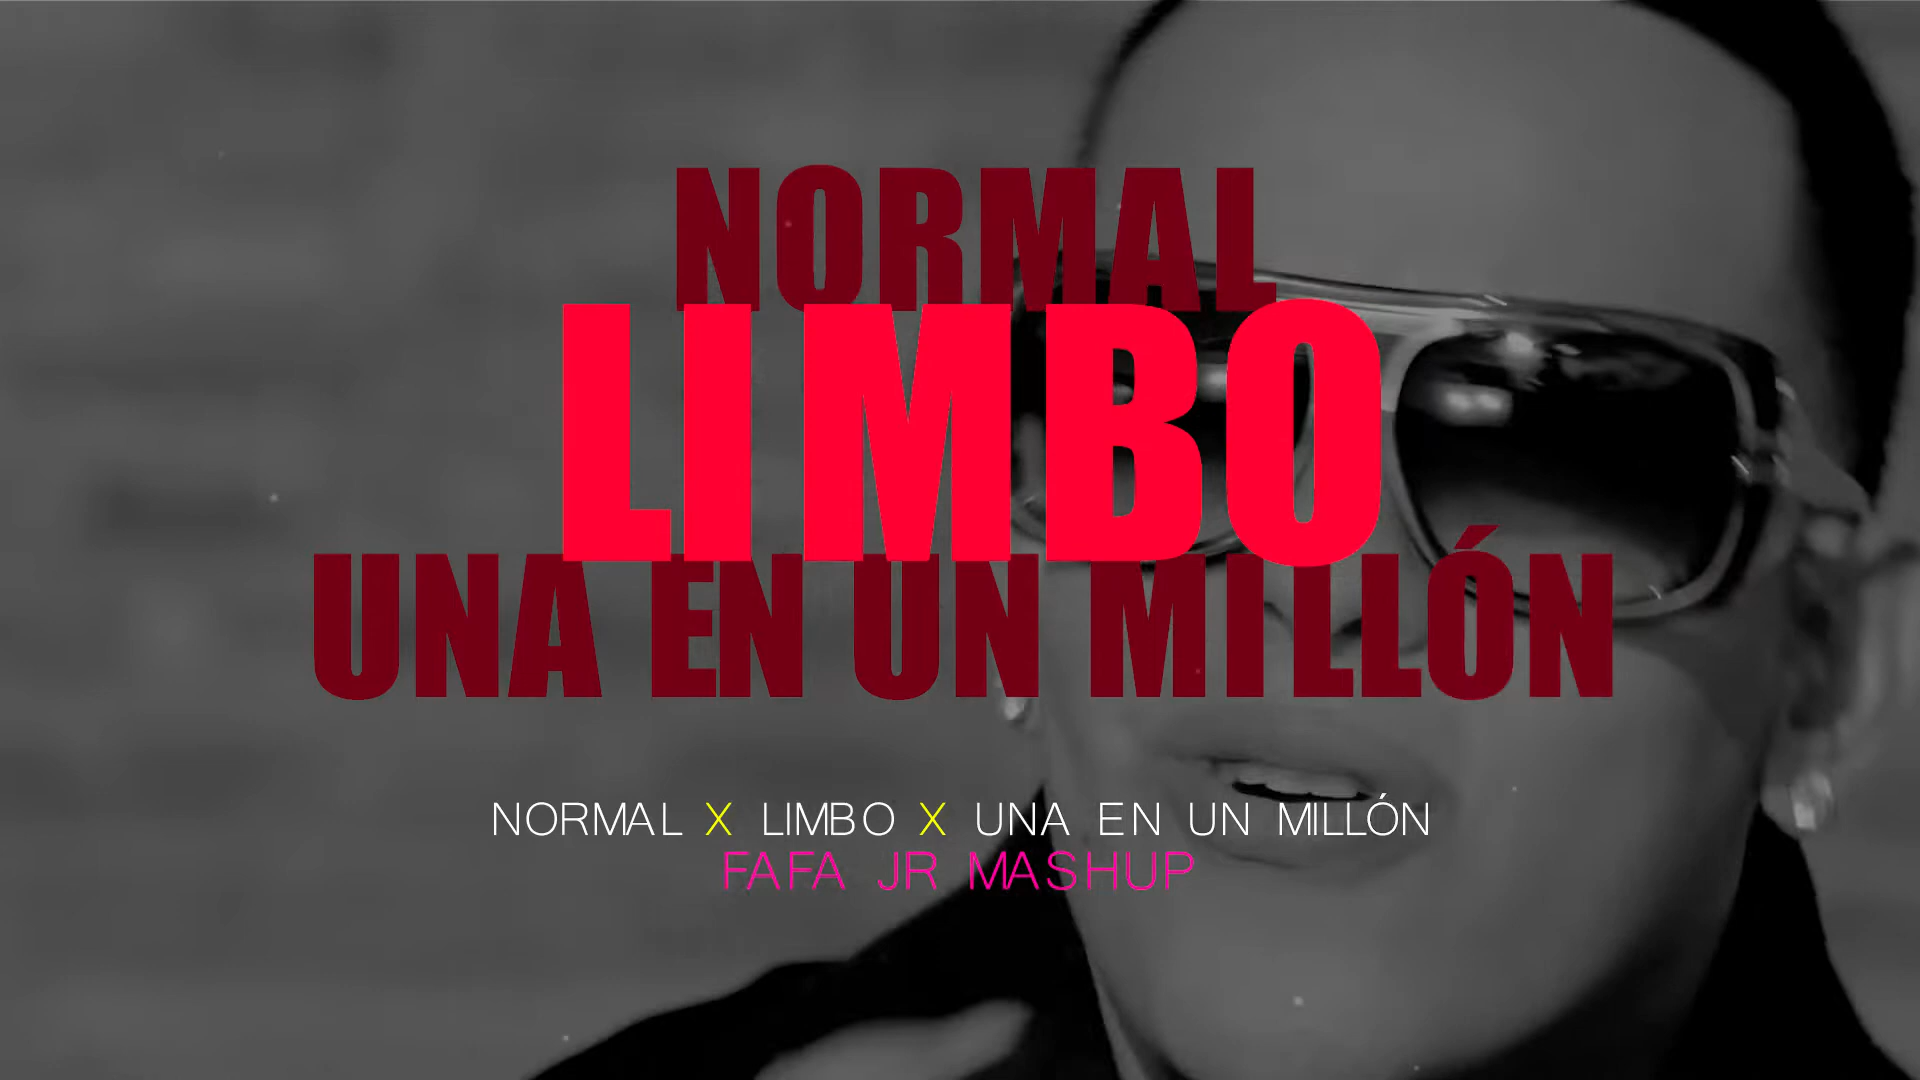 NORMAL
LIMBO
UNA EN UN MILLÓN
NORMAL X LIMBO X UNA EN UN MILLÓN
FAFA JR MASHUP